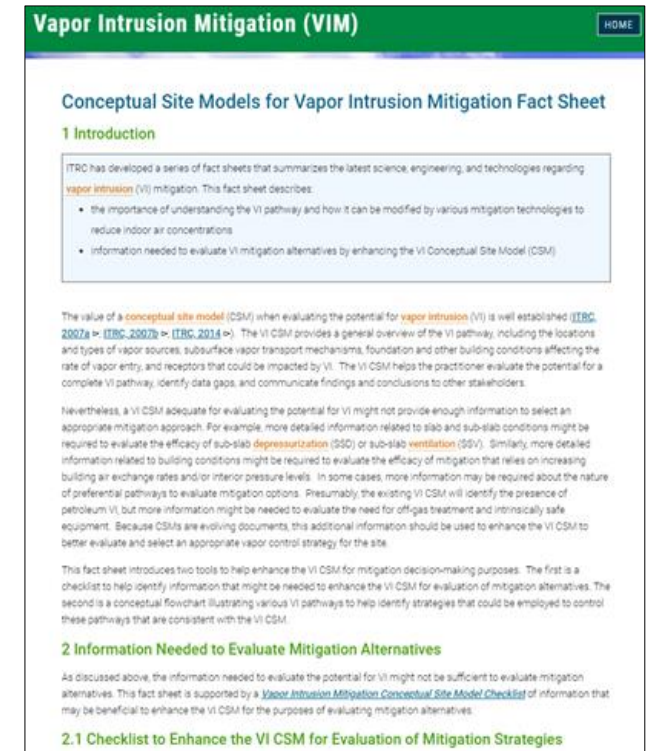 Vapor Intrusion Mitigation (VIM)
HOME
Conceptual Site Models for Vapor Intrusion Mitigation Fact Sheet
1 Introduction
ITRC has developed a series of fact sheets that summarizes the latest science, engineering, and technologies regarding
vapor intrusion (VI) mitigation. This fact sheet describes:
• the importance of understanding the VI pathway and how it can be modified by various mitigation technologies to
reduce indoor air concentrations
• information needed to evaluate VI mitigation alternatives by enhancing the VI Conceptual Site Model (CSM)
The value of a conceptual site model (CSM) when evaluating the potential for vapor intrusion (VI) is well established (ITRC,
2007a, ITRC, 2007b, ITRC, 2014). The VI CSM provides a general overview of the VI pathway, including the locations
and types of vapor sources, subsurface vapor transport mechanisms, foundation and other building conditions affecting the
rate of vapor entry, and receptors that could be impacted by VI. The VI CSM helps the practitioner evaluate the potential for a
complete VI pathway, identify data gaps, and communicate findings and conclusions to other stakeholders.
Nevertheless, a VI CSM adequate for evaluating the potential for VI might not provide enough information to select an
appropriate mitigation approach. For example, more detailed information related to slab and sub-slab conditions might be
required to evaluate the efficacy of sub-slab depressurization (SSD) or sub-slab ventilation (SSV). Similarly, more detailed
information related to building conditions might be required to evaluate the efficacy of mitigation that relies on increasing
building air exchange rates and/or interior pressure levels. In some cases, more information may be required about the nature
of preferential pathways to evaluate mitigation options. Presumably, the existing VI CSM will identify the presence of
petroleum VI, but more information might be needed to evaluate the need for off-gas treatment and intrinsically safe
equipment. Because CSMs are evolving documents, this additional information should be used to enhance the VI CSM to
better evaluate and select an appropriate vapor control strategy for the site.
This fact sheet introduces two tools to help enhance the VI CSM for mitigation decision-making purposes. The first is a
checklist to help identify information that might be needed to enhance the VI CSM for evaluation of mitigation alternatives. The
second is a conceptual flowchart illustrating various VI pathways to help identify strategies that could be employed to control
these pathways that are consistent with the VI CSM.
2 Information Needed to Evaluate Mitigation Alternatives
As discussed above, the information needed to evaluate the potential for VI might not be sufficient to evaluate mitigation
alternatives. This fact sheet is supported by a Vapor Intrusion Mitigation Conceptual Site Model Checklist of information that
may be beneficial to enhance the VI CSM for the purposes of evaluating mitigation alternatives.
2.1 Checklist to Enhance the VI CSM for Evaluation of Mitigation Strategies